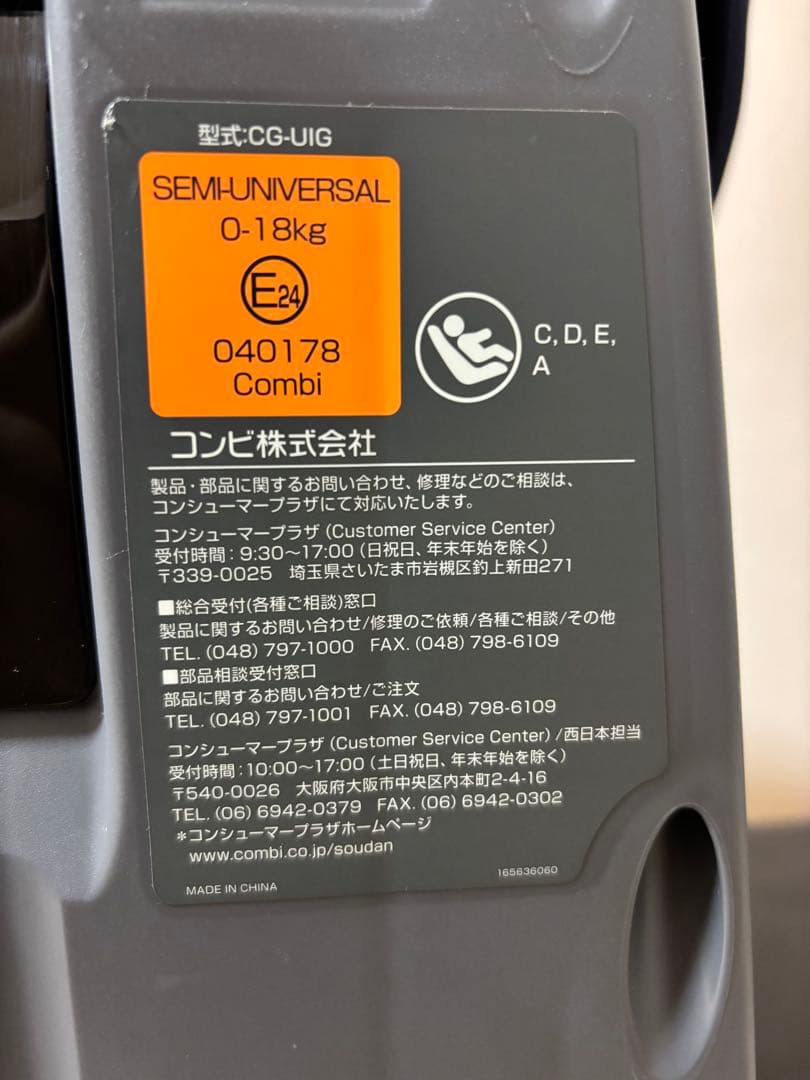 型式:CG-UIG
SEMI-UNIVERSAL
0-18kg
E24
040178
Combi
C, D, E,
A
コンビ株式会社
製品・部品に関するお問い合わせ、修理などのご相談は、
コンシューマープラザにて対応いたします。
コンシューマープラザ (Customer Service Center)
受付時間：9:30～17:00 (日祝日、年末年始を除く)
〒339-0025 埼玉県さいたま市岩槻区釣上新田271
■総合受付(各種ご相談)窓口
製品に関するお問い合わせ/修理のご依頼/各種ご相談/その他
TEL. (048) 797-1000 FAX. (048) 798-6109
■部品相談受付窓口
部品に関するお問い合わせ/ご注文
TEL. (048) 797-1001 FAX. (048) 798-6109
コンシューマープラザ (Customer Service Center) /西日本担当
受付時間：10:00～17:00 (土日祝日、年末年始を除く)
〒540-0026 大阪府大阪市中央区内本町2-4-16
TEL. (06) 6942-0379 FAX. (06) 6942-0302
*コンシューマープラザホームページ
www.combi.co.jp/soudan
MADE IN CHINA
165636060